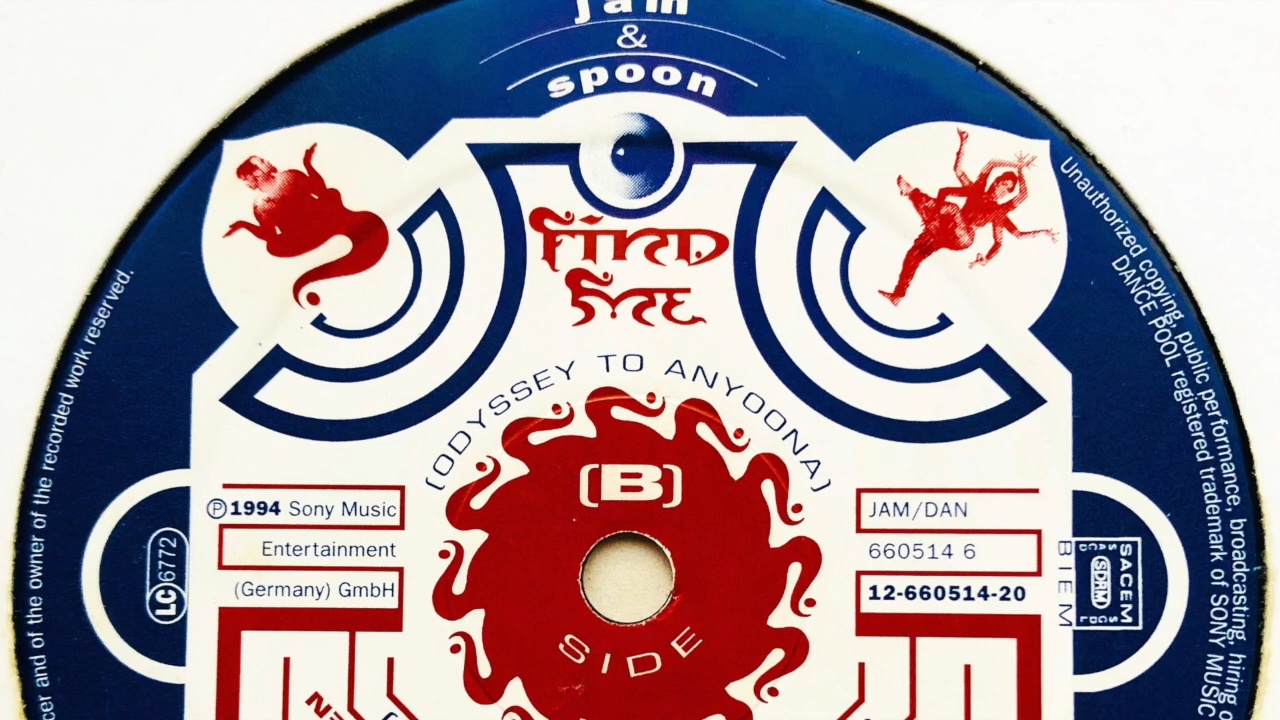 Jam
&
spoon
find
me
(ODYSSEY TO ANYOONA)
[B]
SIDE
℗1994 Sony Music
Entertainment
(Germany) GmbH
JAM/DAN
660514 6
12-660514-20
LC 6772
BIEM
SACEM
SDRM
SACD
SGDL
cer and of the owner of the recorded work reserved.
Unauthorized copying, public performance, broadcasting, hiring
DANCE POOL registered trademark of SONY MUSIC